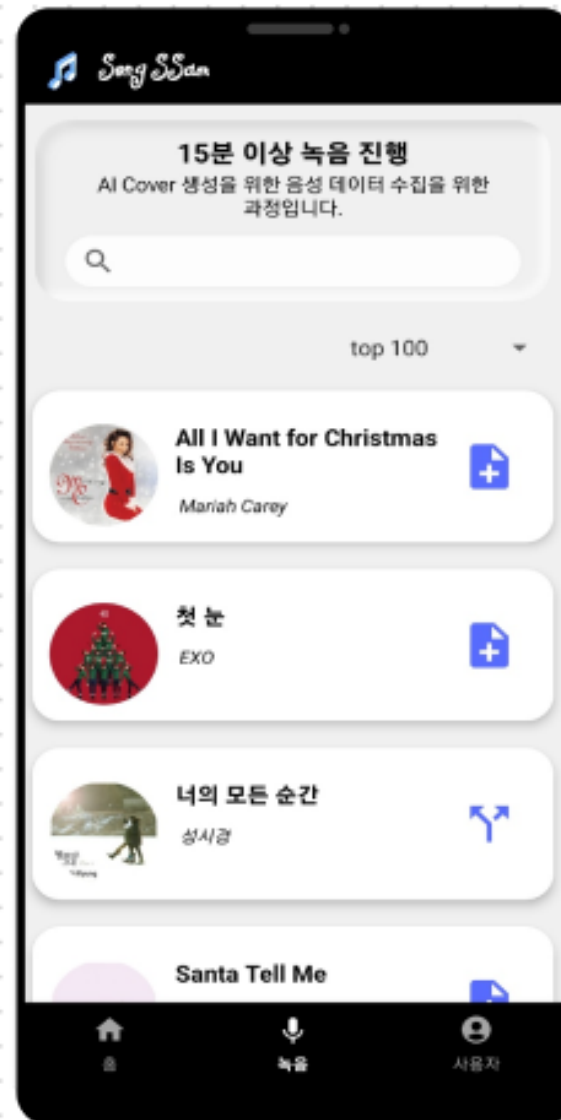 Song SSam
15분 이상 녹음 진행
AI Cover 생성을 위한 음성 데이터 수집을 위한
과정입니다.
top 100
All I Want for Christmas
Is You
Mariah Carey
첫 눈
EXO
너의 모든 순간
성시경
Santa Tell Me
홈
녹음
사용자